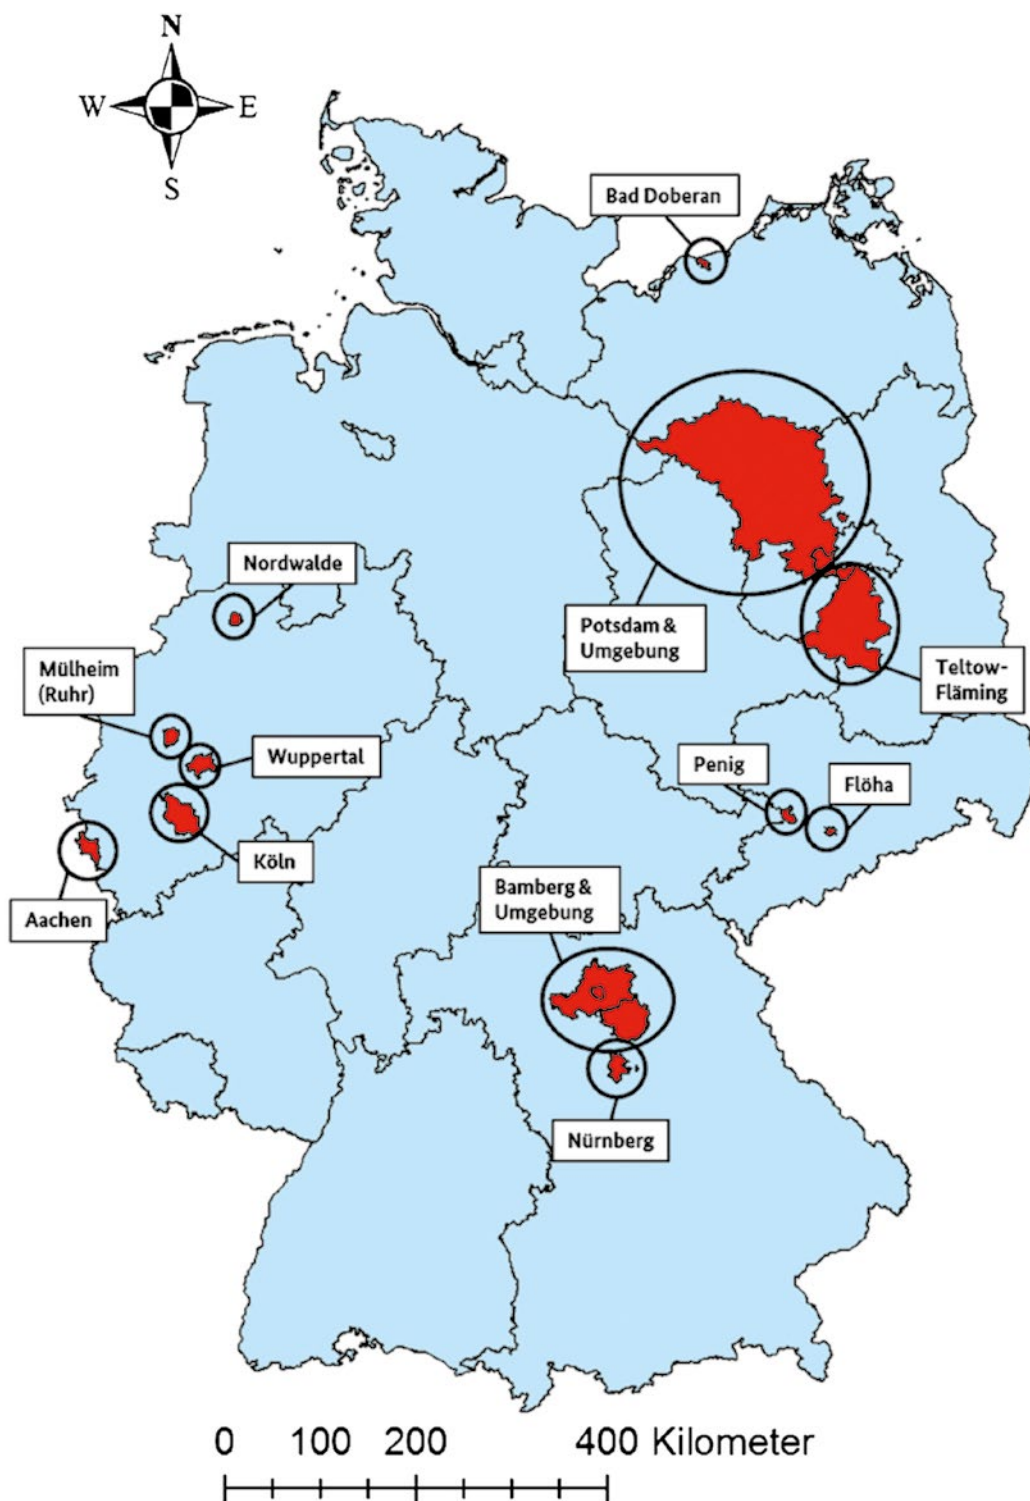 N
W E
S
Bad Doberan
Nordwalde
Potsdam &
Umgebung
Mülheim
(Ruhr)
Teltow-
Fläming
Wuppertal
Penig
Flöha
Köln
Bamberg &
Umgebung
Aachen
Nürnberg
0 100 200 400 Kilometer